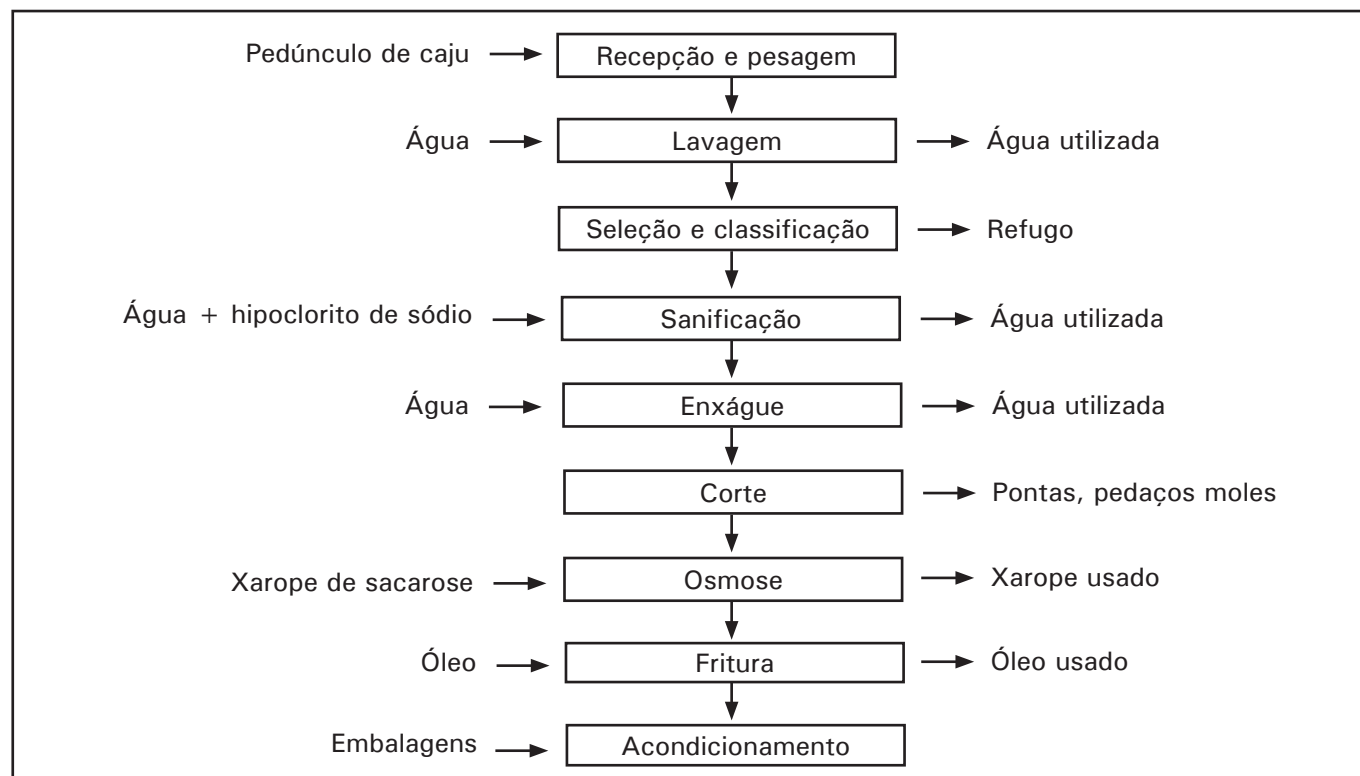 Pedúnculo de caju
Recepção e pesagem
Água
Lavagem
Água utilizada
Seleção e classificação
Refugo
Água + hipoclorito de sódio
Sanificação
Água utilizada
Água
Enxágue
Água utilizada
Corte
Pontas, pedaços moles
Xarope de sacarose
Osmose
Xarope usado
Óleo
Fritura
Óleo usado
Embalagens
Acondicionamento